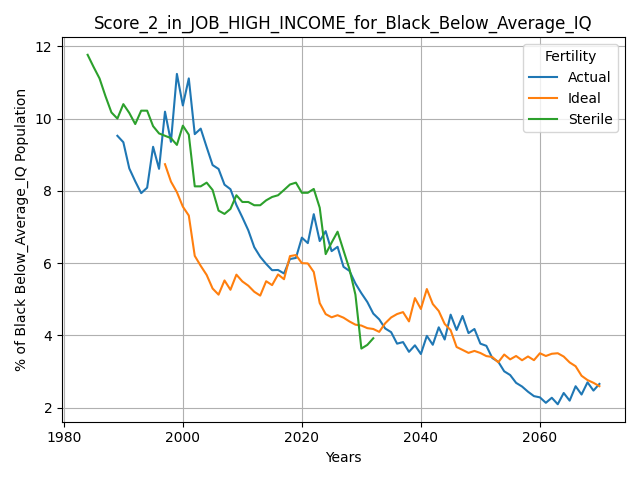 Score_2_in_JOB_HIGH_INCOME_for_Black_Below_Average_IQ
% of Black Below_Average_IQ Population
12
10
8
6
4
2
Fertility
Actual
Ideal
Sterile
1980
2000
2020
2040
2060
Years